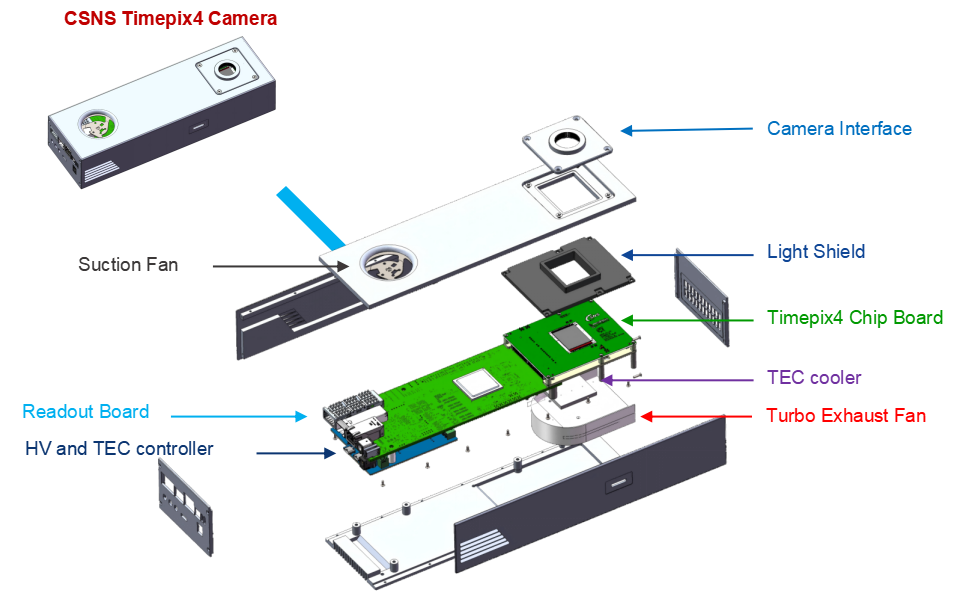 CSNS Timepix4 Camera
Camera Interface
Suction Fan
Light Shield
Timepix4 Chip Board
TEC cooler
Readout Board
Turbo Exhaust Fan
HV and TEC controller